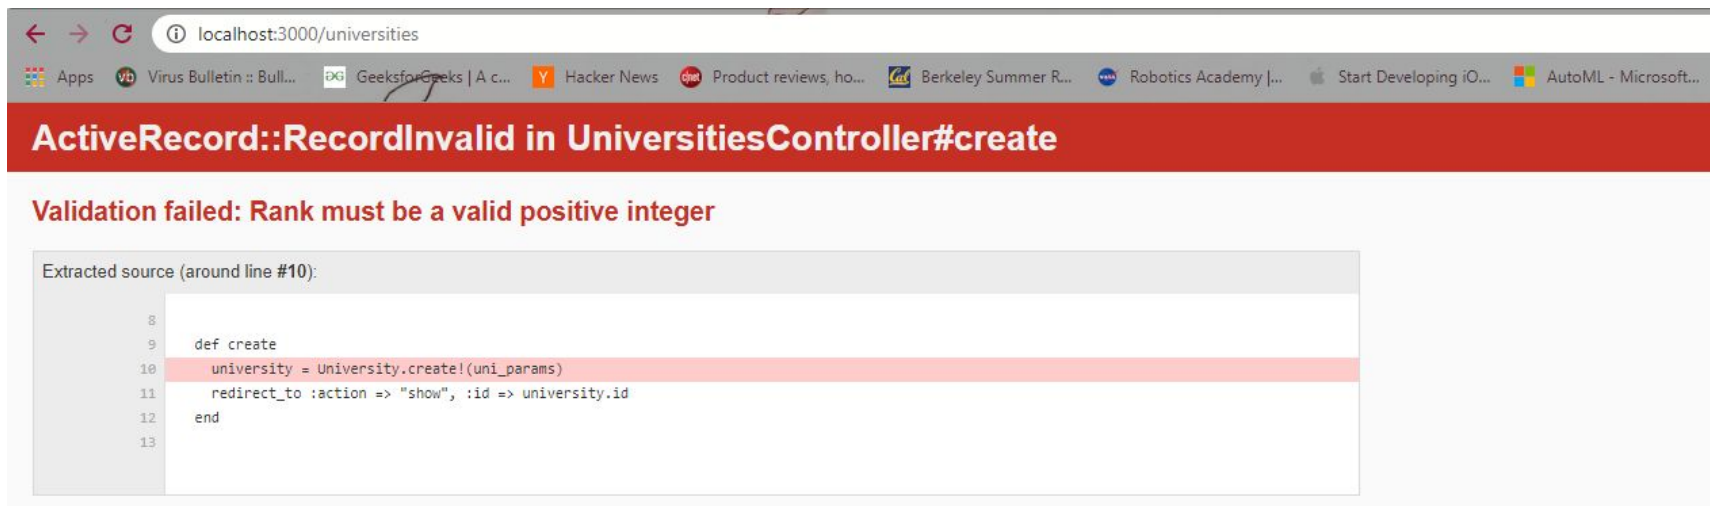 localhost:3000/universities
Apps Virus Bulletin :: Bull... GeeksforGeeks | A c... Y Hacker News cnet Product reviews, ho... Cal Berkeley Summer R... Robotics Academy |... Start Developing iO... AutoML - Microsoft...
ActiveRecord::RecordInvalid in UniversitiesController#create
Validation failed: Rank must be a valid positive integer
Extracted source (around line #10):
8
9 def create
10 university = University.create!(uni_params)
11 redirect_to :action => "show", :id => university.id
12 end
13